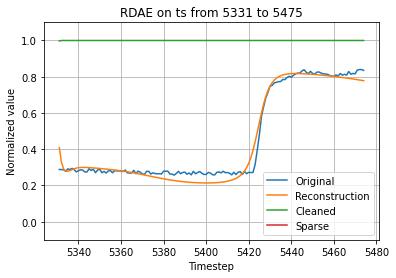 RDAE on ts from 5331 to 5475
Normalized value
1.0
0.8
0.6
0.4
0.2
0.0
Original
Reconstruction
Cleaned
Sparse
5340 5360 5380 5400 5420 5440 5460 5480
Timestep